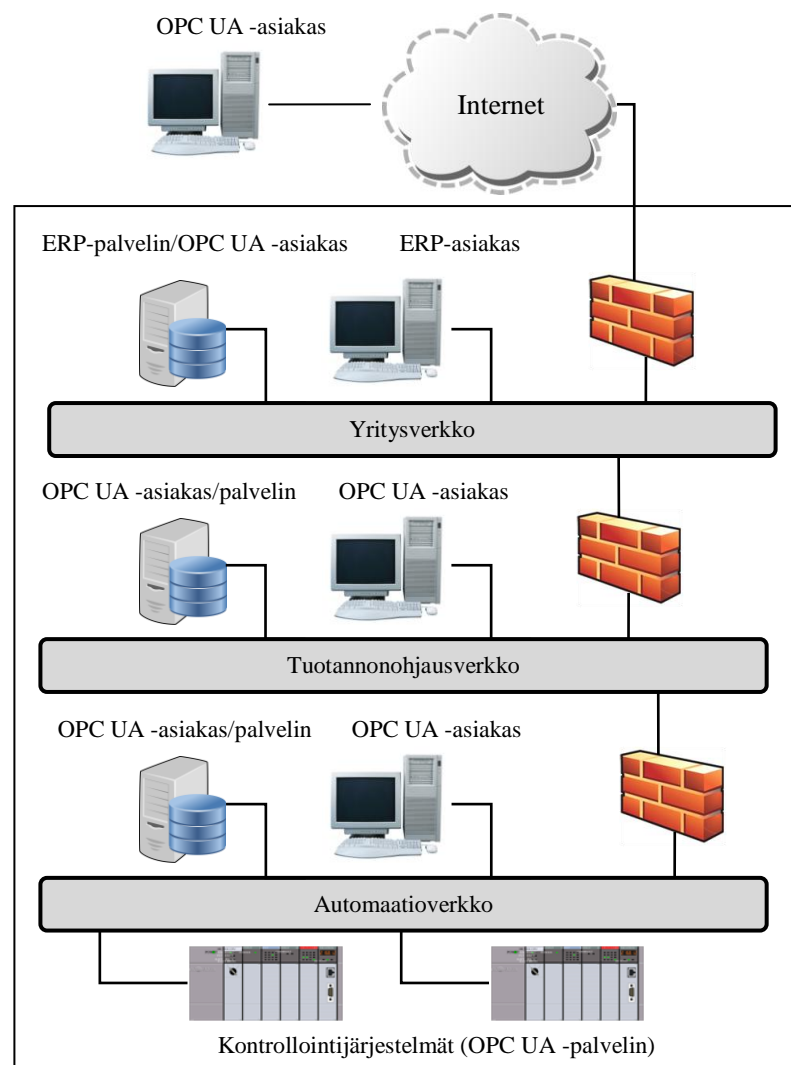 OPC UA -asiakas
Internet
ERP-palvelin/OPC UA -asiakas
ERP-asiakas
Yritysverkko
OPC UA -asiakas/palvelin
OPC UA -asiakas
Tuotannonohjausverkko
OPC UA -asiakas/palvelin
OPC UA -asiakas
Automaatioverkko
Kontrollointijärjestelmät (OPC UA -palvelin)